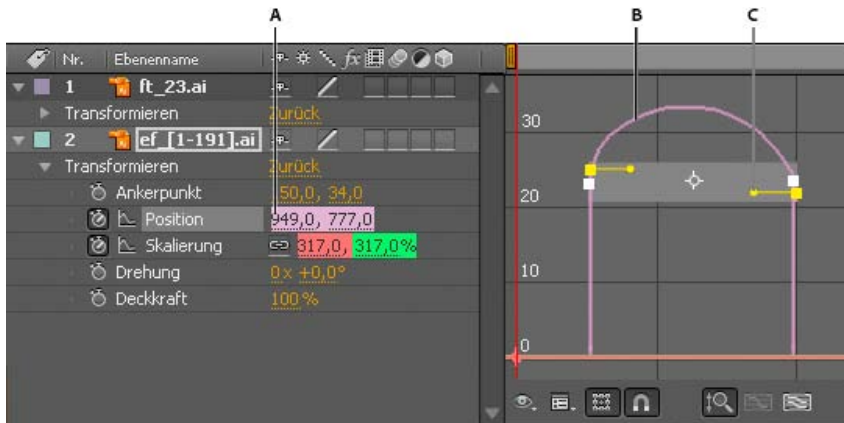 A
B
C
Nr. Ebenenname fx
1 ft_23.ai
Transformieren Zurück
2 ef_[1-191].ai
Transformieren Zurück
Ankerpunkt 50,0, 34,0
Position 949,0, 777,0
Skalierung 317,0, 317,0%
Drehung 0x +0,0°
Deckkraft 100%
30
20
10
0